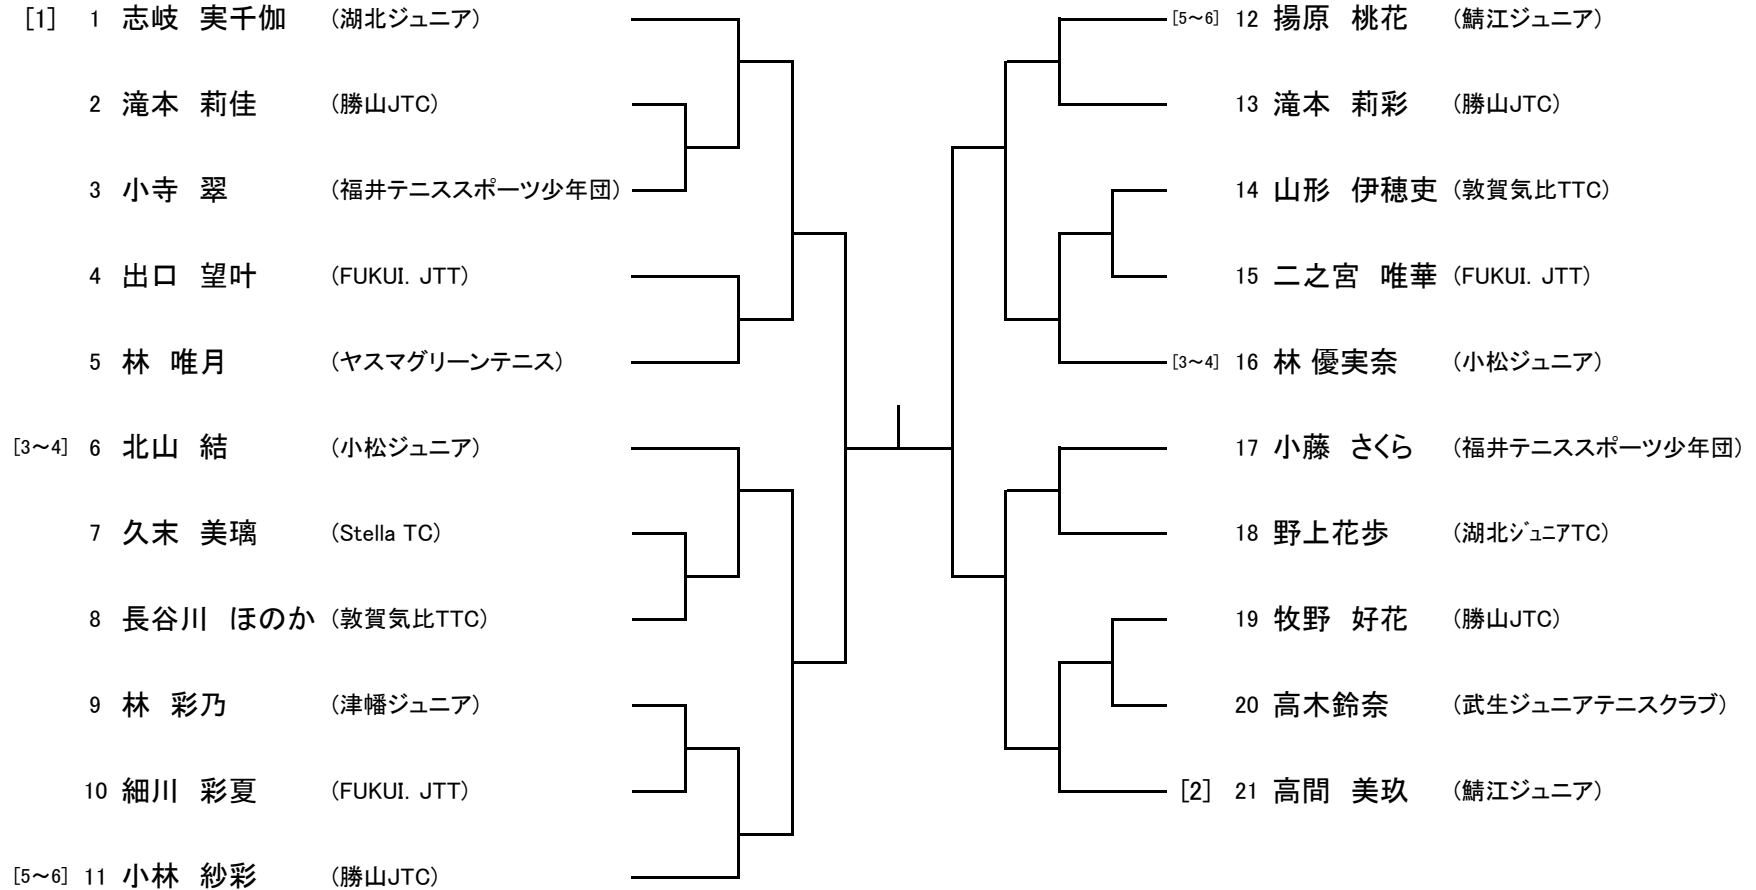 [1] 1 志岐 実千伽 (湖北ジュニア)
2 滝本 莉佳 (勝山JTC)
3 小寺 翠 (福井テニススポーツ少年団)
4 出口 望叶 (FUKUI. JTT)
5 林 唯月 (ヤスマグリーンテニス)
[3~4] 6 北山 結 (小松ジュニア)
7 久末 美璃 (Stella TC)
8 長谷川 ほのか (敦賀気比TTC)
9 林 彩乃 (津幡ジュニア)
10 細川 彩夏 (FUKUI. JTT)
[5~6] 11 小林 紗彩 (勝山JTC)
[5~6] 12 揚原 桃花 (鯖江ジュニア)
13 滝本 莉彩 (勝山JTC)
14 山形 伊穂吏 (敦賀気比TTC)
15 二之宮 唯華 (FUKUI. JTT)
[3~4] 16 林 優実奈 (小松ジュニア)
17 小藤 さくら (福井テニススポーツ少年団)
18 野上花歩 (湖北ｼﾞｭﾆｱTC)
19 牧野 好花 (勝山JTC)
20 高木鈴奈 (武生ジュニアテニスクラブ)
[2] 21 高間 美玖 (鯖江ジュニア)